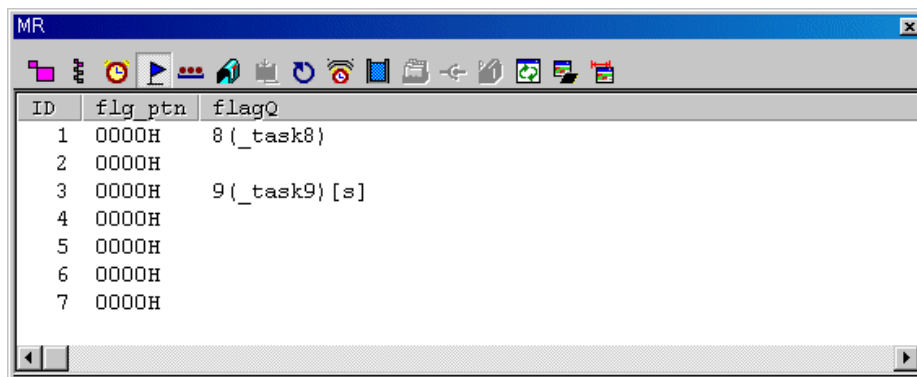 MR
ID flg_ptn flagQ
1 0000H 8(_task8)
2 0000H
3 0000H 9(_task9)[s]
4 0000H
5 0000H
6 0000H
7 0000H